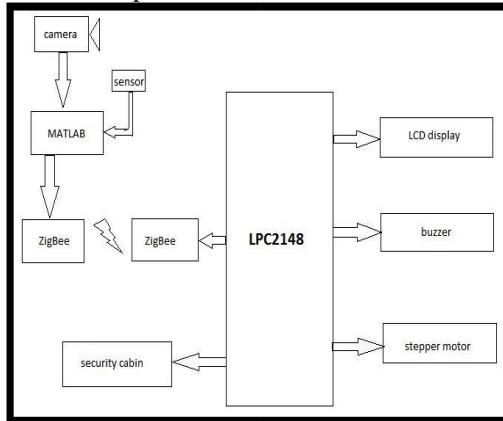 camera
sensor
MATLAB
LCD display
ZigBee
ZigBee
LPC2148
buzzer
security cabin
stepper motor